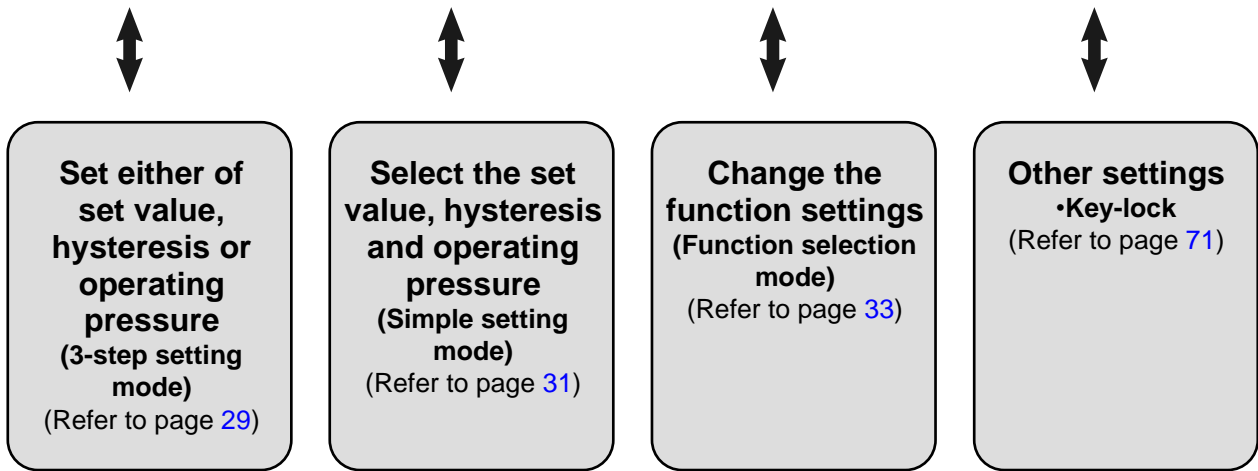 Set either of
set value,
hysteresis or
operating
pressure
(3-step setting
mode)
(Refer to page 29)
Select the set
value, hysteresis
and operating
pressure
(Simple setting
mode)
(Refer to page 31)
Change the
function settings
(Function selection
mode)
(Refer to page 33)
Other settings
•Key-lock
(Refer to page 71)